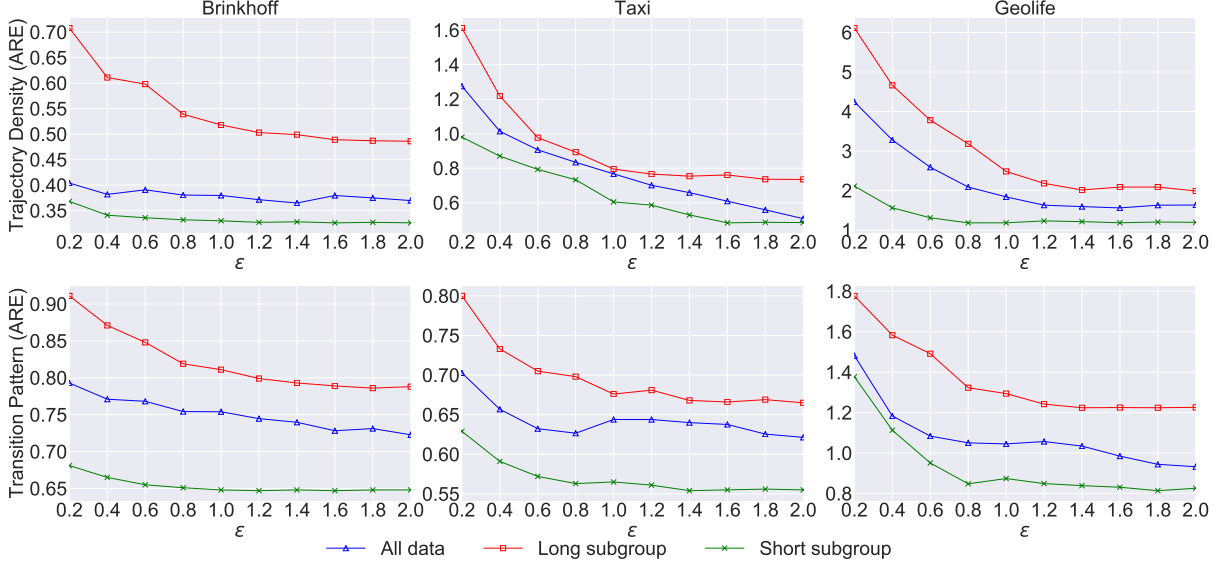 Brinkhoff
Taxi
Geolife
Trajectory Density (ARE)
0.70
0.65
0.60
0.55
0.50
0.45
0.40
0.35
0.2 0.4 0.6 0.8 1.0 1.2 1.4 1.6 1.8 2.0
ε
1.6
1.4
1.2
1.0
0.8
0.6
0.2 0.4 0.6 0.8 1.0 1.2 1.4 1.6 1.8 2.0
ε
6
5
4
3
2
1
0.2 0.4 0.6 0.8 1.0 1.2 1.4 1.6 1.8 2.0
ε
Transition Pattern (ARE)
0.90
0.85
0.80
0.75
0.70
0.65
0.2 0.4 0.6 0.8 1.0 1.2 1.4 1.6 1.8 2.0
ε
0.80
0.75
0.70
0.65
0.60
0.55
0.2 0.4 0.6 0.8 1.0 1.2 1.4 1.6 1.8 2.0
ε
1.8
1.6
1.4
1.2
1.0
0.8
0.2 0.4 0.6 0.8 1.0 1.2 1.4 1.6 1.8 2.0
ε
All data
Long subgroup
Short subgroup